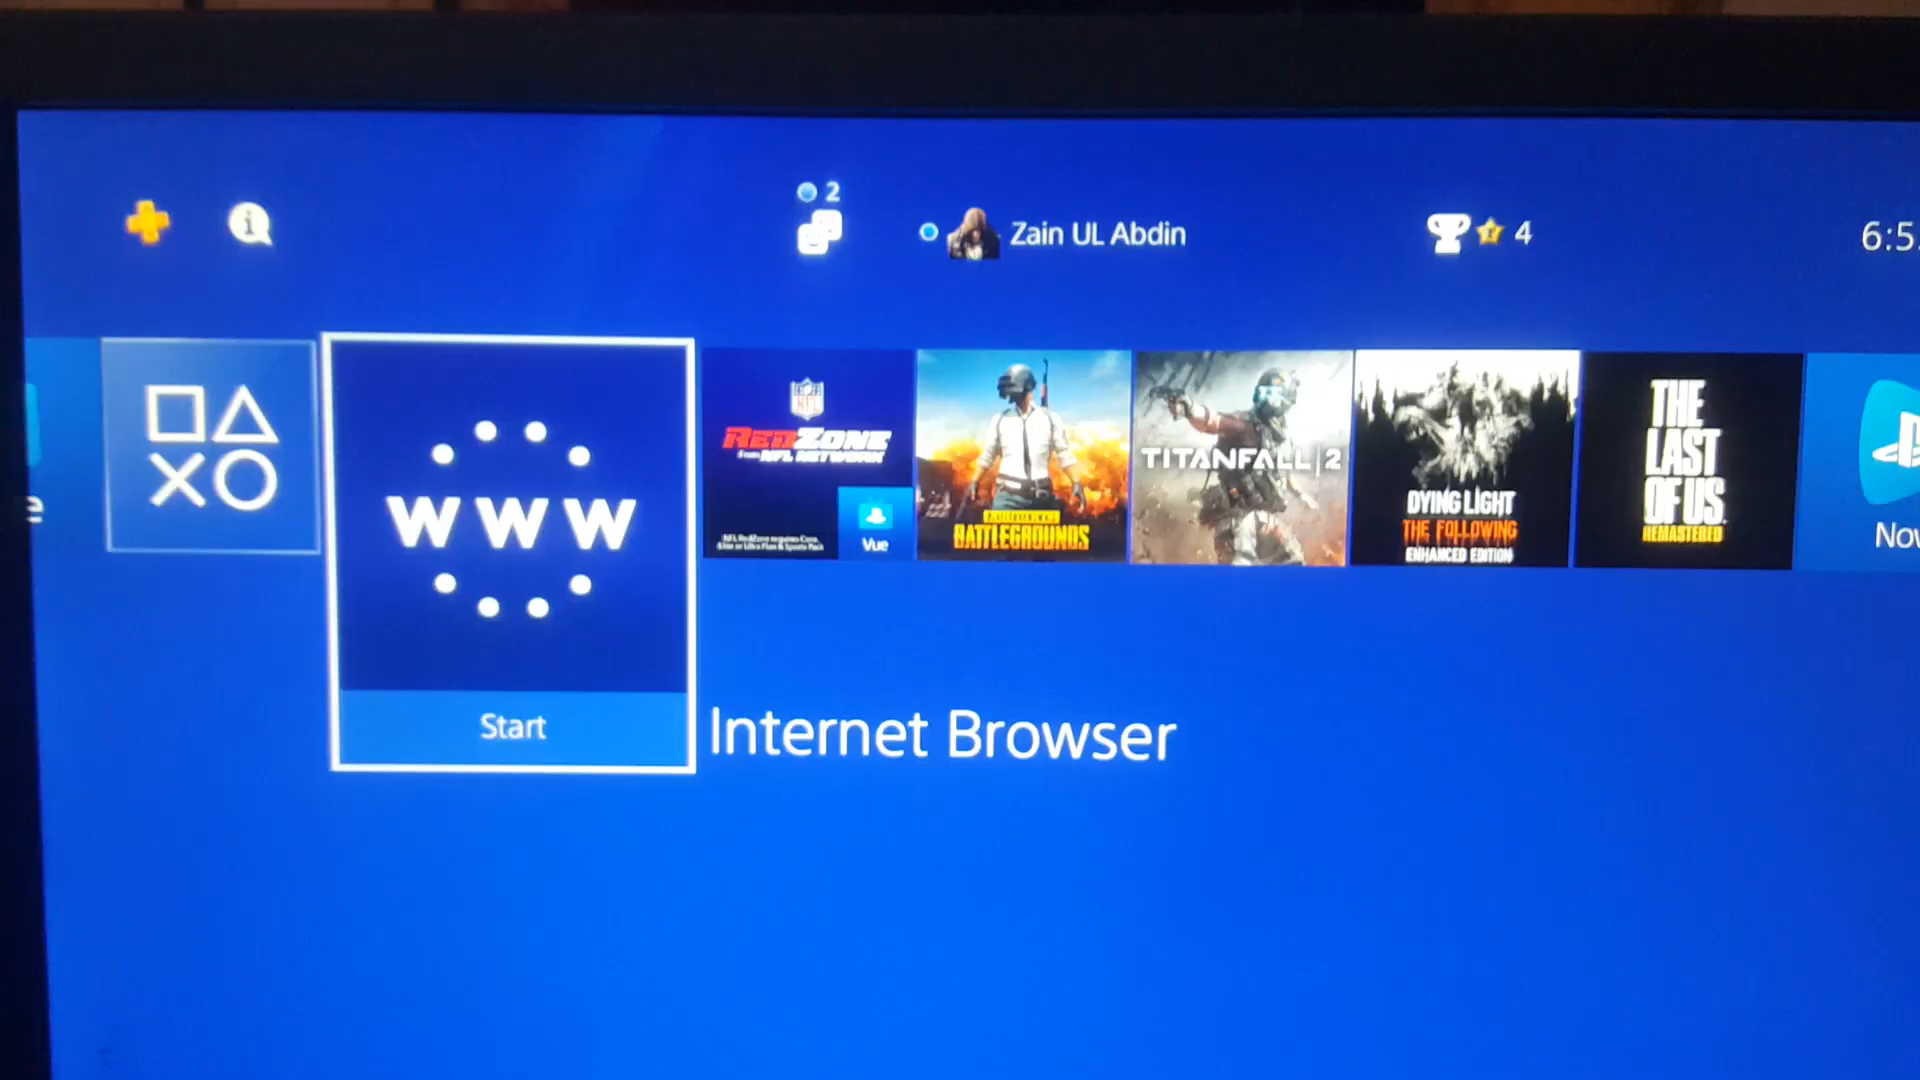 2
Zain UL Abdin
4
6:5
e
WWW
Start
Internet Browser
NFL
REDZONE
from NFL NETWORK
Vue
BATTLEGROUNDS
TITANFALL|2
DYING LIGHT
THE FOLLOWING
ENHANCED EDITION
THE
LAST
OF US
REMASTERED
Nov